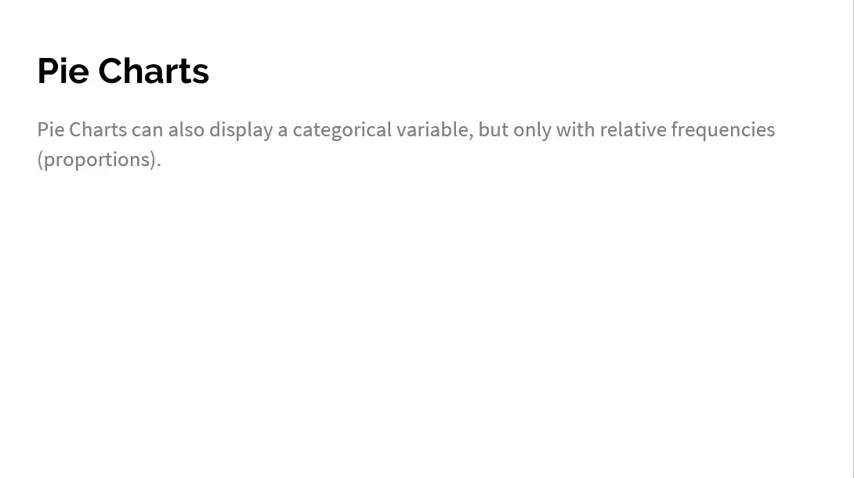 Pie Charts
Pie Charts can also display a categorical variable, but only with relative frequencies
(proportions).